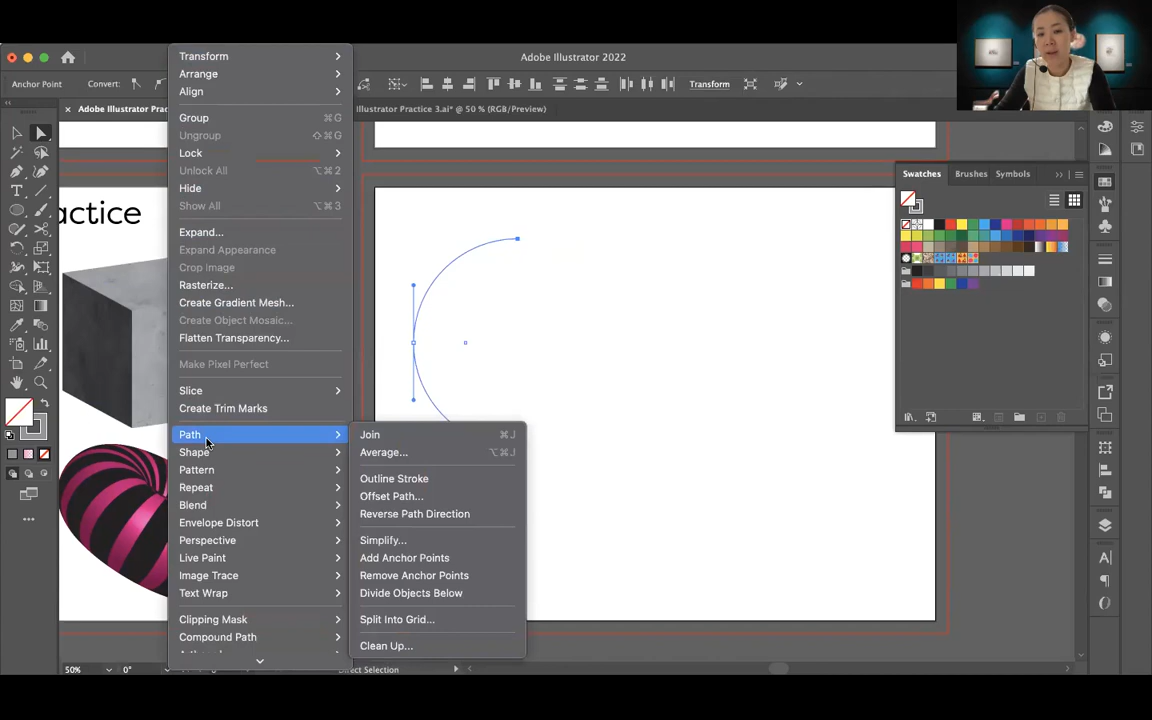 Adobe Illustrator 2022
Anchor Point
Convert:
Transform
Adobe Illustrator Prac
Illustrator Practice 3.ai* @ 50 % (RGB/Preview)
actice
Transform
Arrange
Align
Group ⌘G
Ungroup ⇧⌘G
Lock
Unlock All ⌥⌘2
Hide
Show All ⌥⌘3
Expand...
Expand Appearance
Crop Image
Rasterize...
Create Gradient Mesh...
Create Object Mosaic...
Flatten Transparency...
Make Pixel Perfect
Slice
Create Trim Marks
Path
Shape
Pattern
Repeat
Blend
Envelope Distort
Perspective
Live Paint
Image Trace
Text Wrap
Clipping Mask
Compound Path
Join ⌘J
Average... ⌥⌘J
Outline Stroke
Offset Path...
Reverse Path Direction
Simplify...
Add Anchor Points
Remove Anchor Points
Divide Objects Below
Split Into Grid...
Clean Up...
Swatches
Brushes
Symbols
50%
0°
Direct Selection